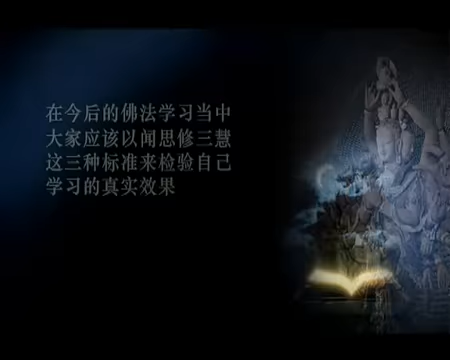 在今后的佛法学习当中
大家应该以闻思修三慧
这三种标准来检验自己
学习的真实效果